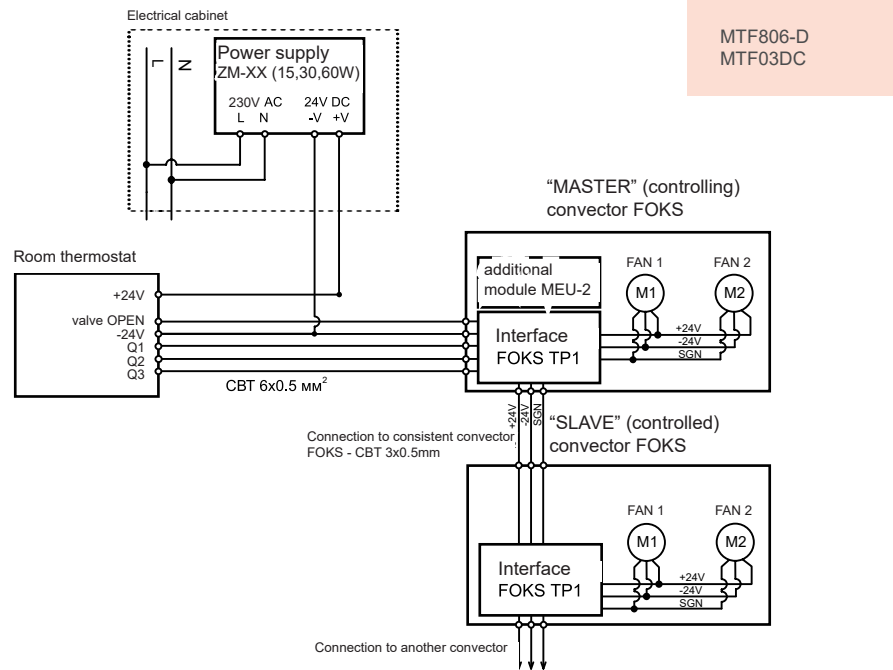 Electrical cabinet
L
N
Power supply
ZM-XX (15,30,60W)
230V AC 24V DC
L N -V +V
MTF806-D
MTF03DC
“MASTER” (controlling)
convector FOKS
Room thermostat
+24V
valve OPEN
-24V
Q1
Q2
Q3
СВТ 6x0.5 мм²
additional
module MEU-2
Interface
FOKS TP1
FAN 1 FAN 2
M1 M2
+24V
-24V
SGN
+24V
-24V
SGN
Connection to consistent convector
FOKS - CBT 3x0.5mm
“SLAVE” (controlled)
convector FOKS
FAN 1 FAN 2
M1 M2
Interface
FOKS TP1
+24V
-24V
SGN
Connection to another convector